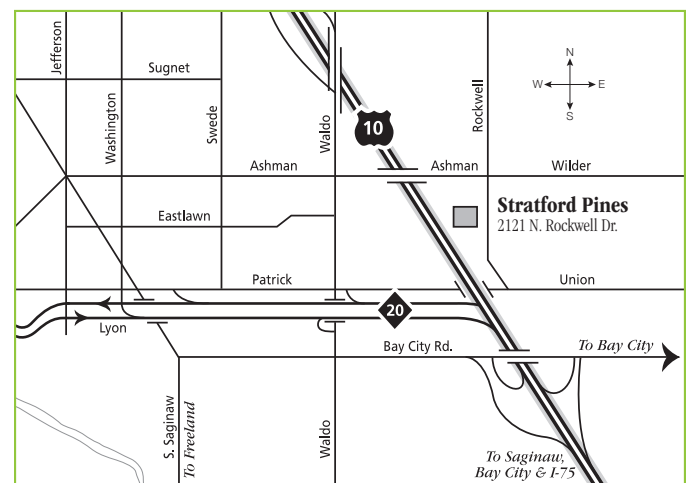 Jefferson
Sugnet
Washington
Swede
Waldo
10
Rockwell
N
W E
S
Ashman
Ashman
Wilder
Stratford Pines
2121 N. Rockwell Dr.
Eastlawn
Patrick
Union
20
Lyon
Bay City Rd.
To Bay City
S. Saginaw
To Freeland
Waldo
To Saginaw,
Bay City & I-75